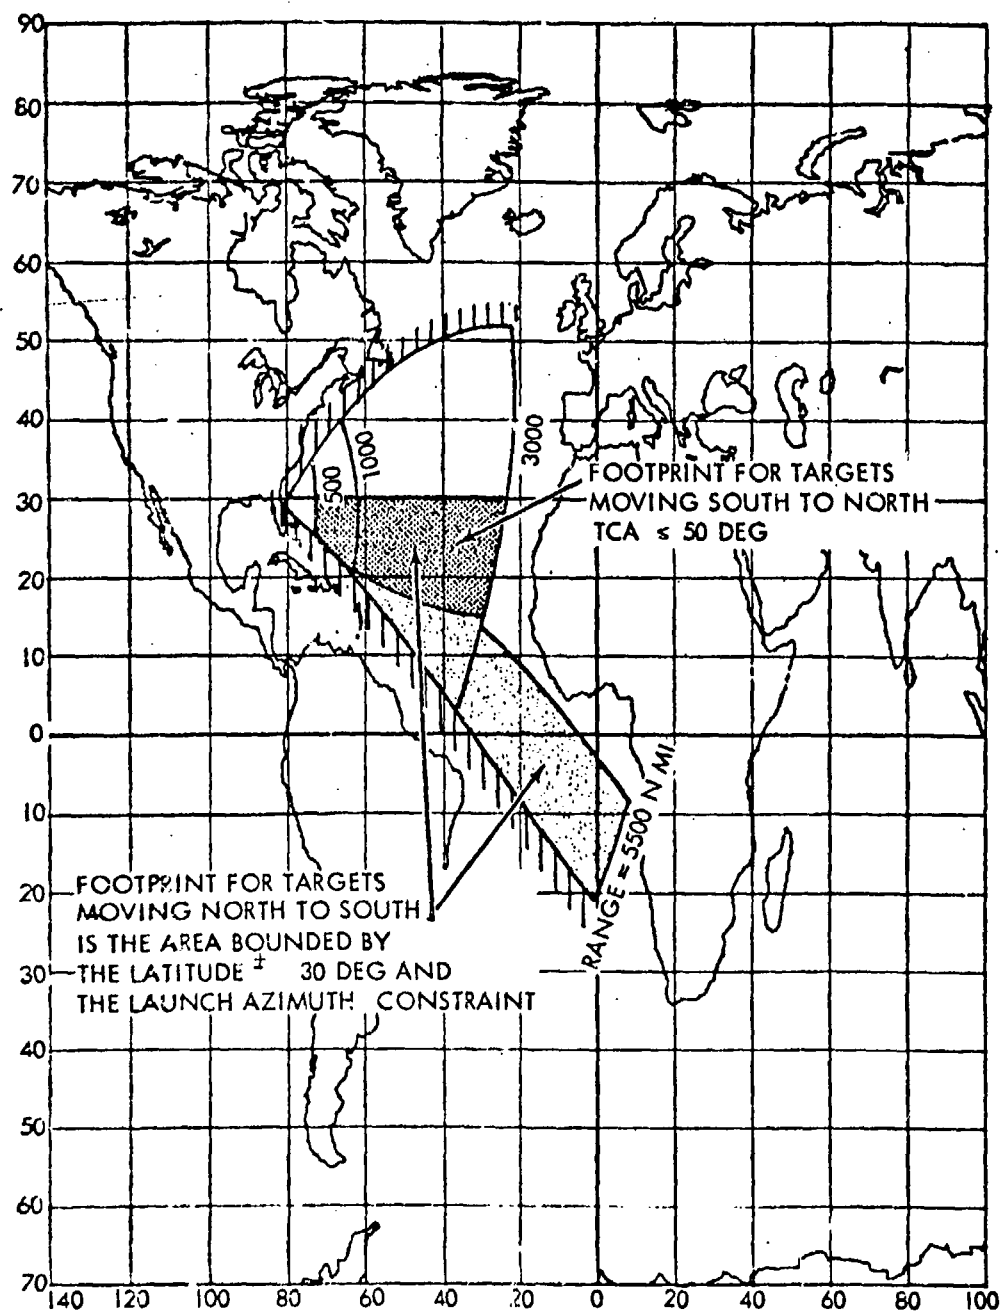 90
80
70
60
50
40
30
20
10
0
10
20
30
40
50
60
70
140 120 100 80 60 40 20 0 20 40 60 80 100
500
1000
3000
FOOTPRINT FOR TARGETS
MOVING SOUTH TO NORTH
TCA ≤ 50 DEG
RANGE = 5500 N MI
FOOTPRINT FOR TARGETS
MOVING NORTH TO SOUTH
IS THE AREA BOUNDED BY
THE LATITUDE ± 30 DEG AND
THE LAUNCH AZIMUTH CONSTRAINT